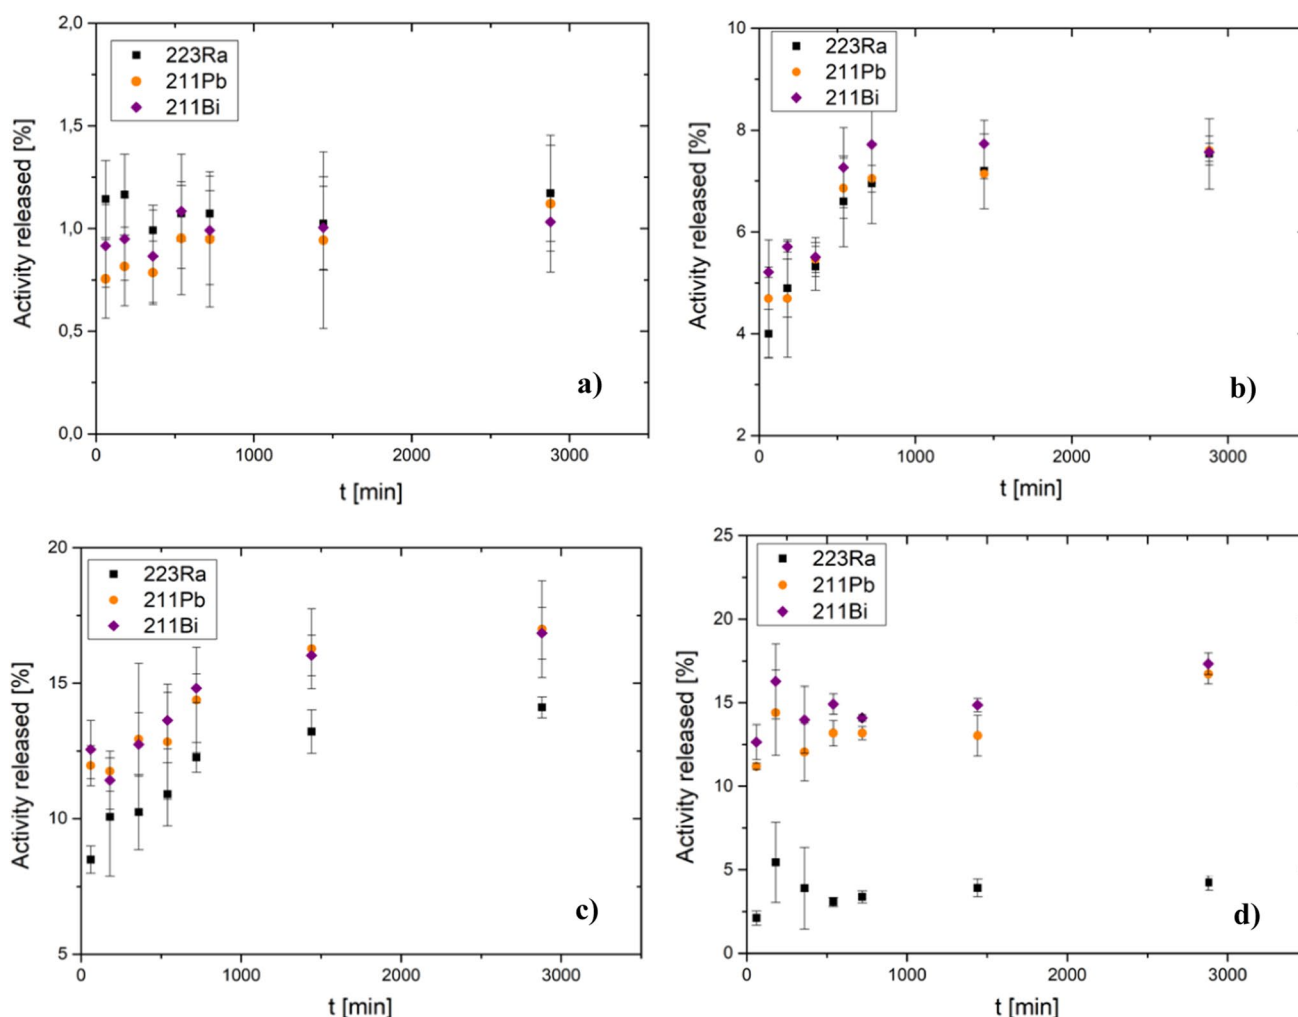 2,0
1,5
1,0
0,5
0,0
Activity released [%]
223Ra
211Pb
211Bi
a)
0
1000
2000
3000
t [min]
10
8
6
4
2
Activity released [%]
223Ra
211Pb
211Bi
b)
0
1000
2000
3000
t [min]
20
15
10
5
Activity released [%]
223Ra
211Pb
211Bi
c)
0
1000
2000
3000
t [min]
25
20
15
10
5
0
Activity released [%]
223Ra
211Pb
211Bi
d)
0
1000
2000
3000
t [min]